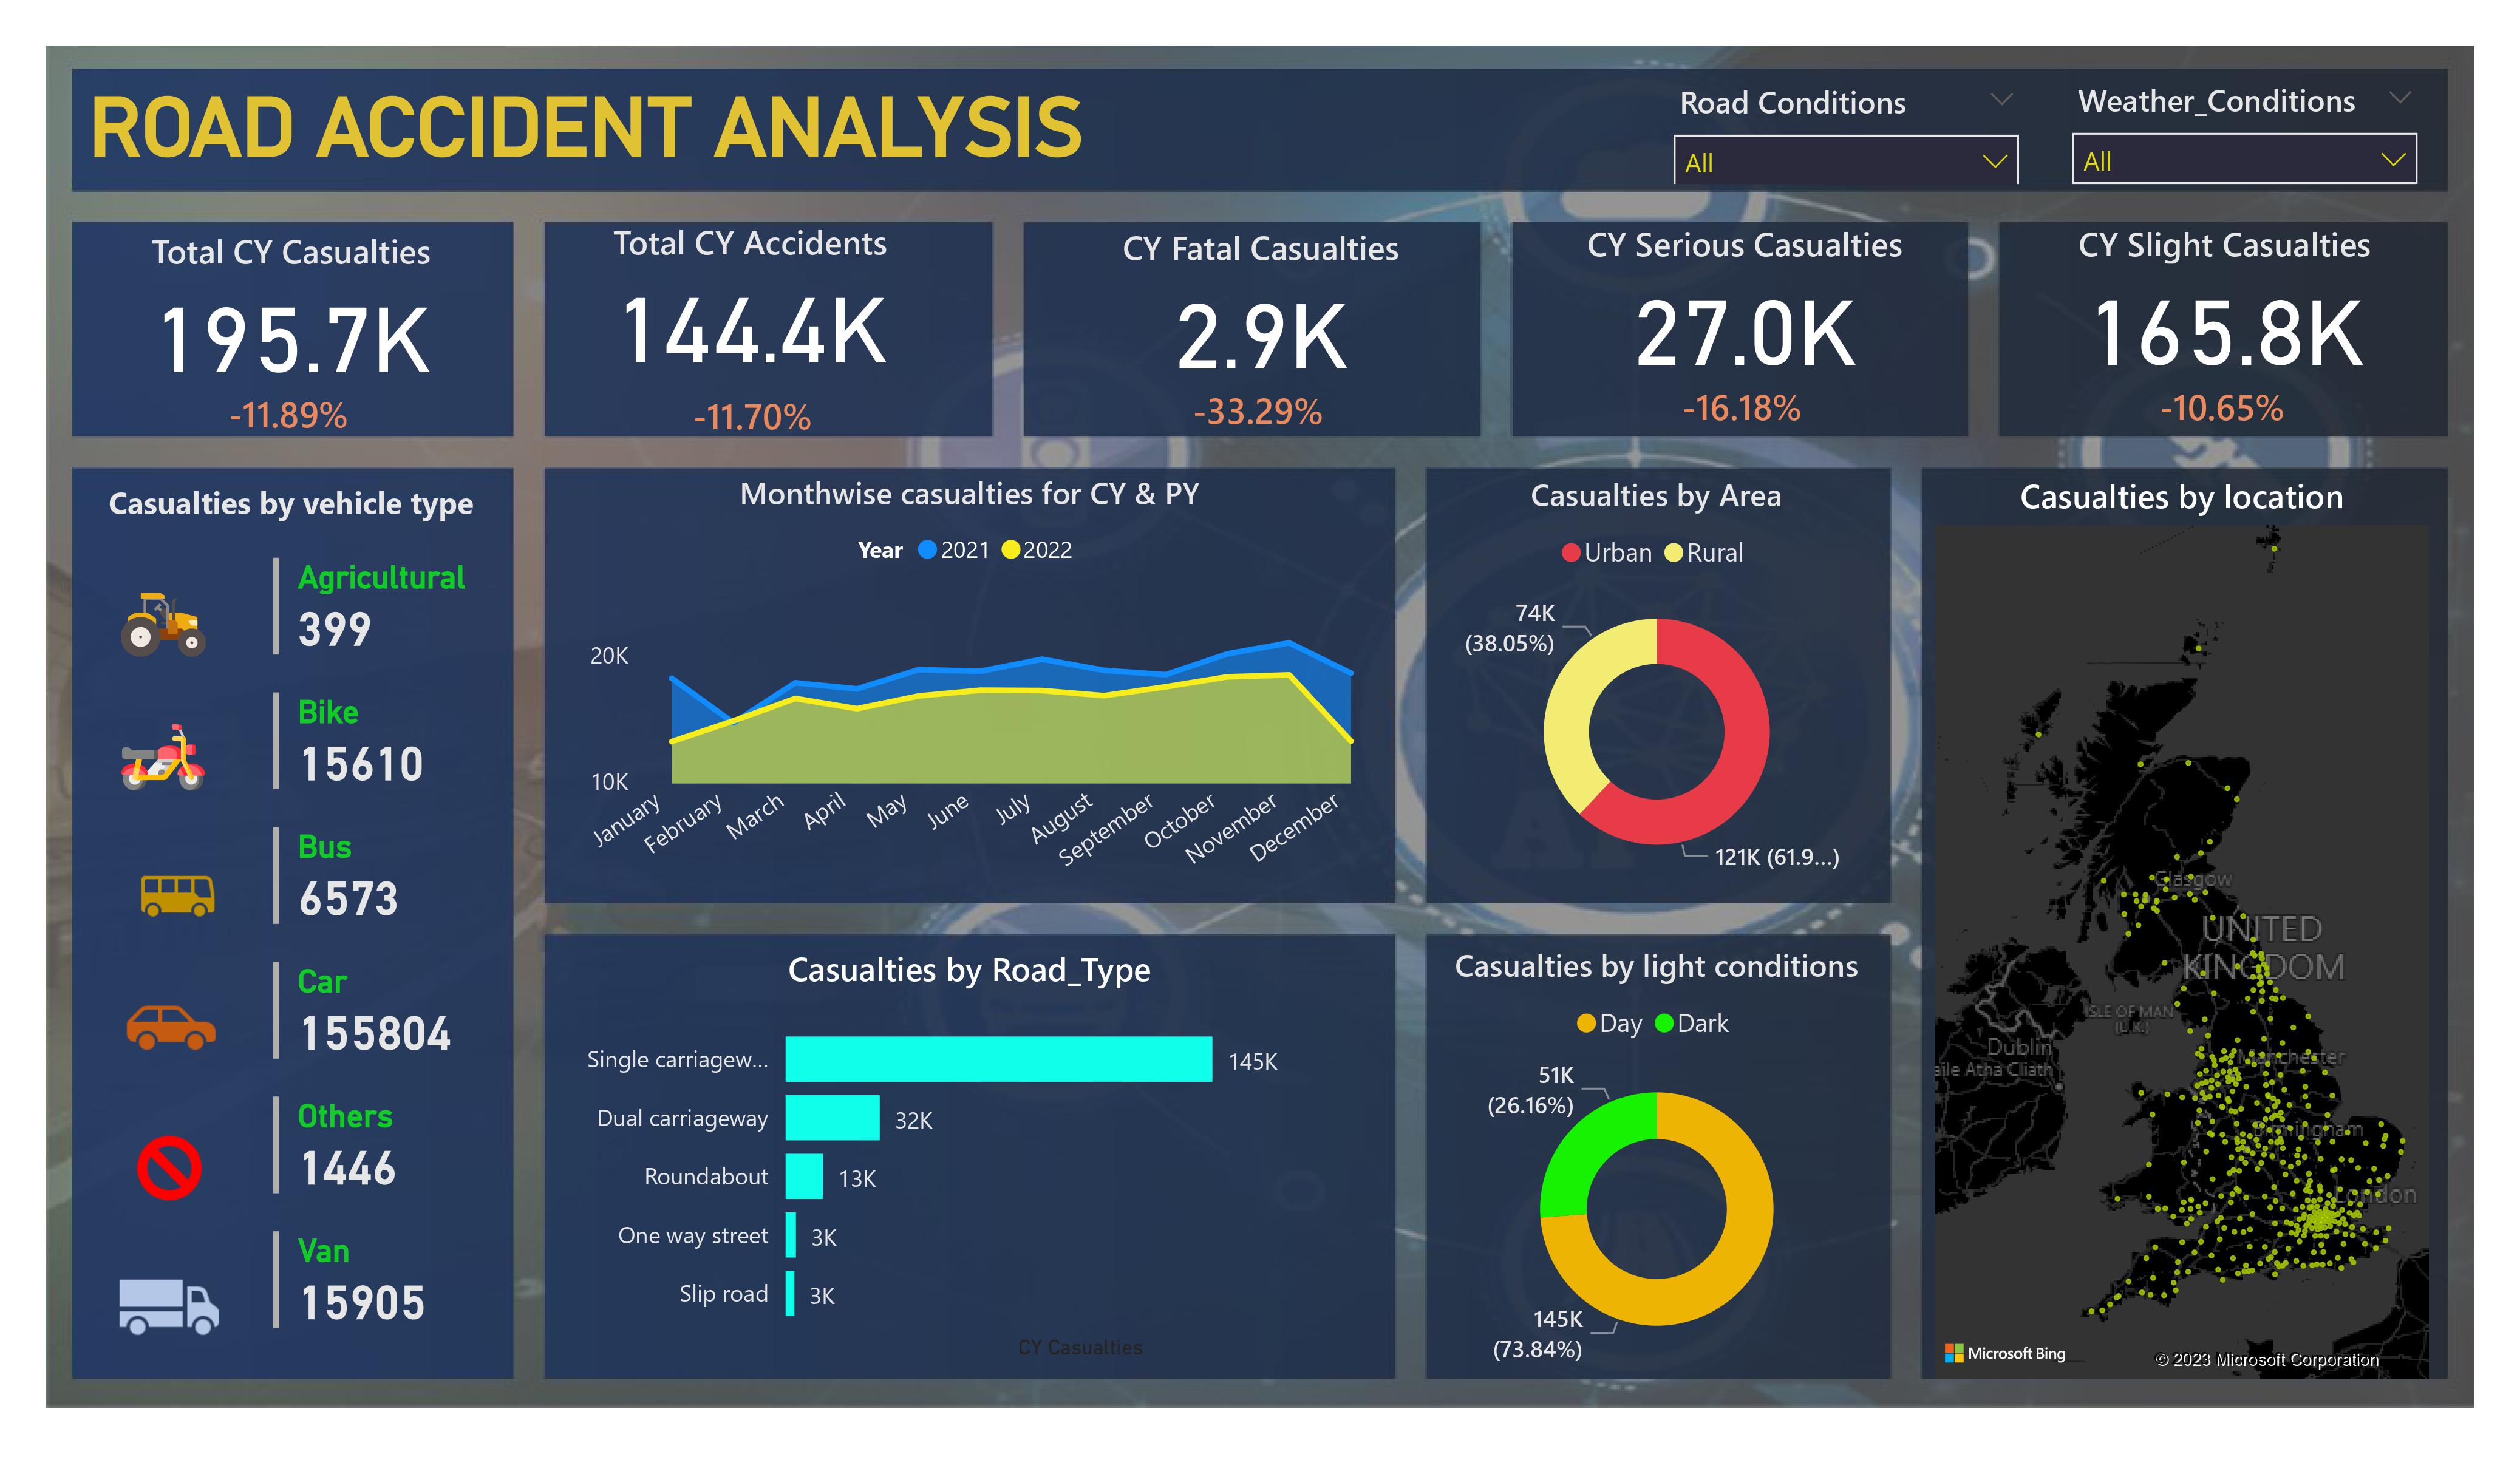 ROAD ACCIDENT ANALYSIS
Road Conditions
All
Weather_Conditions
All
Total CY Casualties
195.7K
-11.89%
Total CY Accidents
144.4K
-11.70%
CY Fatal Casualties
2.9K
-33.29%
CY Serious Casualties
27.0K
-16.18%
CY Slight Casualties
165.8K
-10.65%
Casualties by vehicle type
Agricultural
399
Bike
15610
Bus
6573
Car
155804
Others
1446
Van
15905
Monthwise casualties for CY & PY
Year 2021 2022
20K
10K
January
February
March
April
May
June
July
August
September
October
November
December
Casualties by Area
Urban Rural
74K
(38.05%)
121K (61.9...)
Casualties by Road_Type
Single carriagew...
145K
Dual carriageway
32K
Roundabout
13K
One way street
3K
Slip road
3K
CY Casualties
Casualties by light conditions
Day Dark
51K
(26.16%)
145K
(73.84%)
Casualties by location
Glasgow
UNITED
KINGDOM
ISLE OF MAN
(U.K.)
Dublin
aile Atha Cliath
Manchester
Birmingham
London
Microsoft Bing
© 2023 Microsoft Corporation